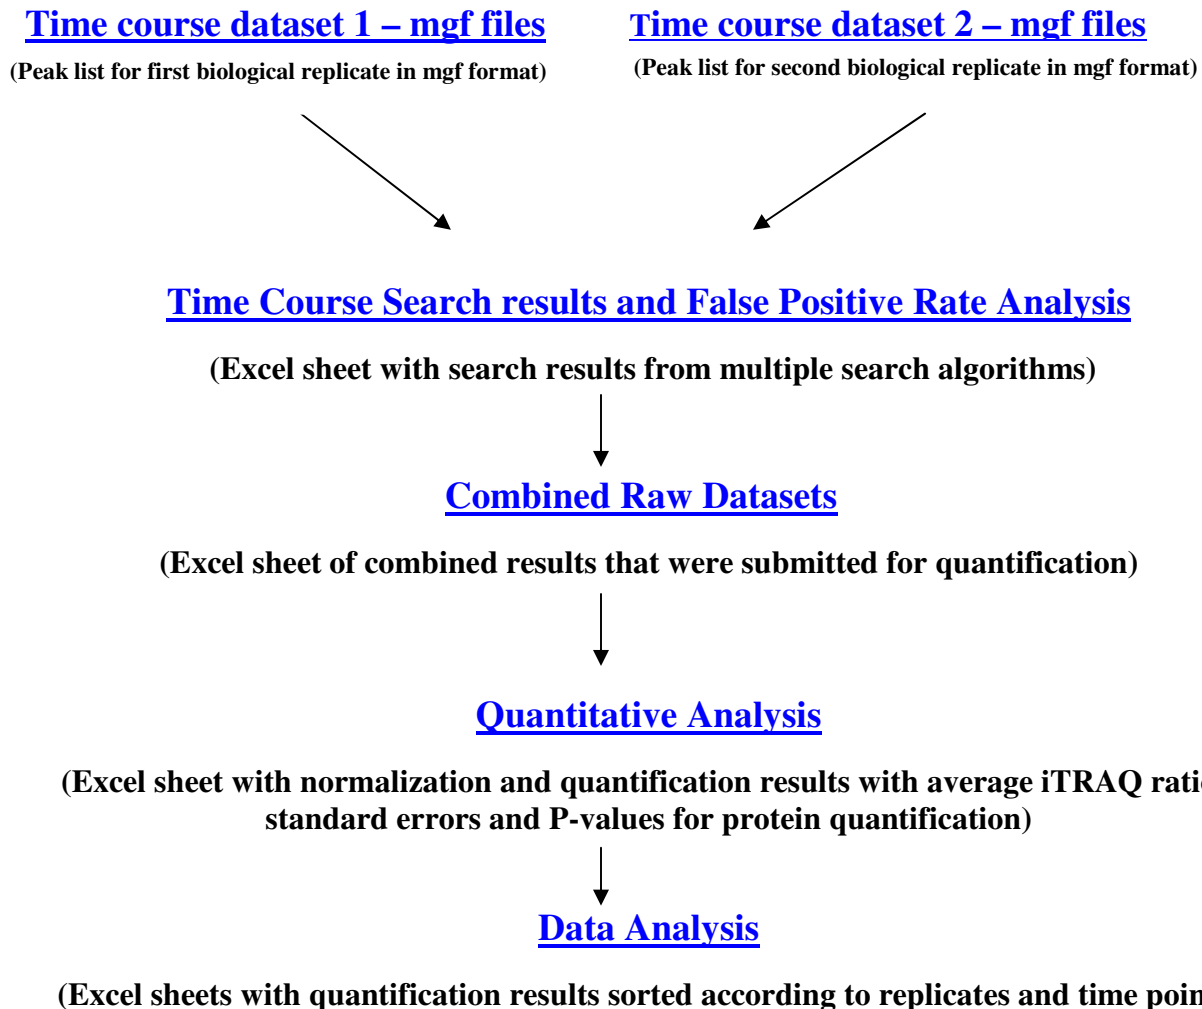 Time course dataset 1 – mgf files
(Peak list for first biological replicate in mgf format)
Time course dataset 2 – mgf files
(Peak list for second biological replicate in mgf format)
Time Course Search results and False Positive Rate Analysis
(Excel sheet with search results from multiple search algorithms)
Combined Raw Datasets
(Excel sheet of combined results that were submitted for quantification)
Quantitative Analysis
(Excel sheet with normalization and quantification results with average iTRAQ
standard errors and P-values for protein quantification)
Data Analysis
(Excel sheets with quantification results sorted according to replicates and time